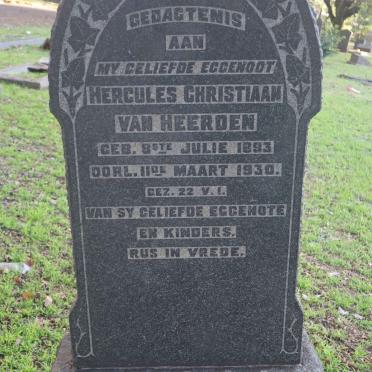 GEDAGTENIS
AAN
MY GELIEFDE EGGENOOT
HERCULES CHRISTIAAN
VAN HEERDEN
GEB. 8STE JULIE 1893
OORL. 11DE MAART 1930.
GEZ. 22 V. 1.
VAN SY GELIEFDE EGGENOTE
EN KINDERS.
RUS IN VREDE.